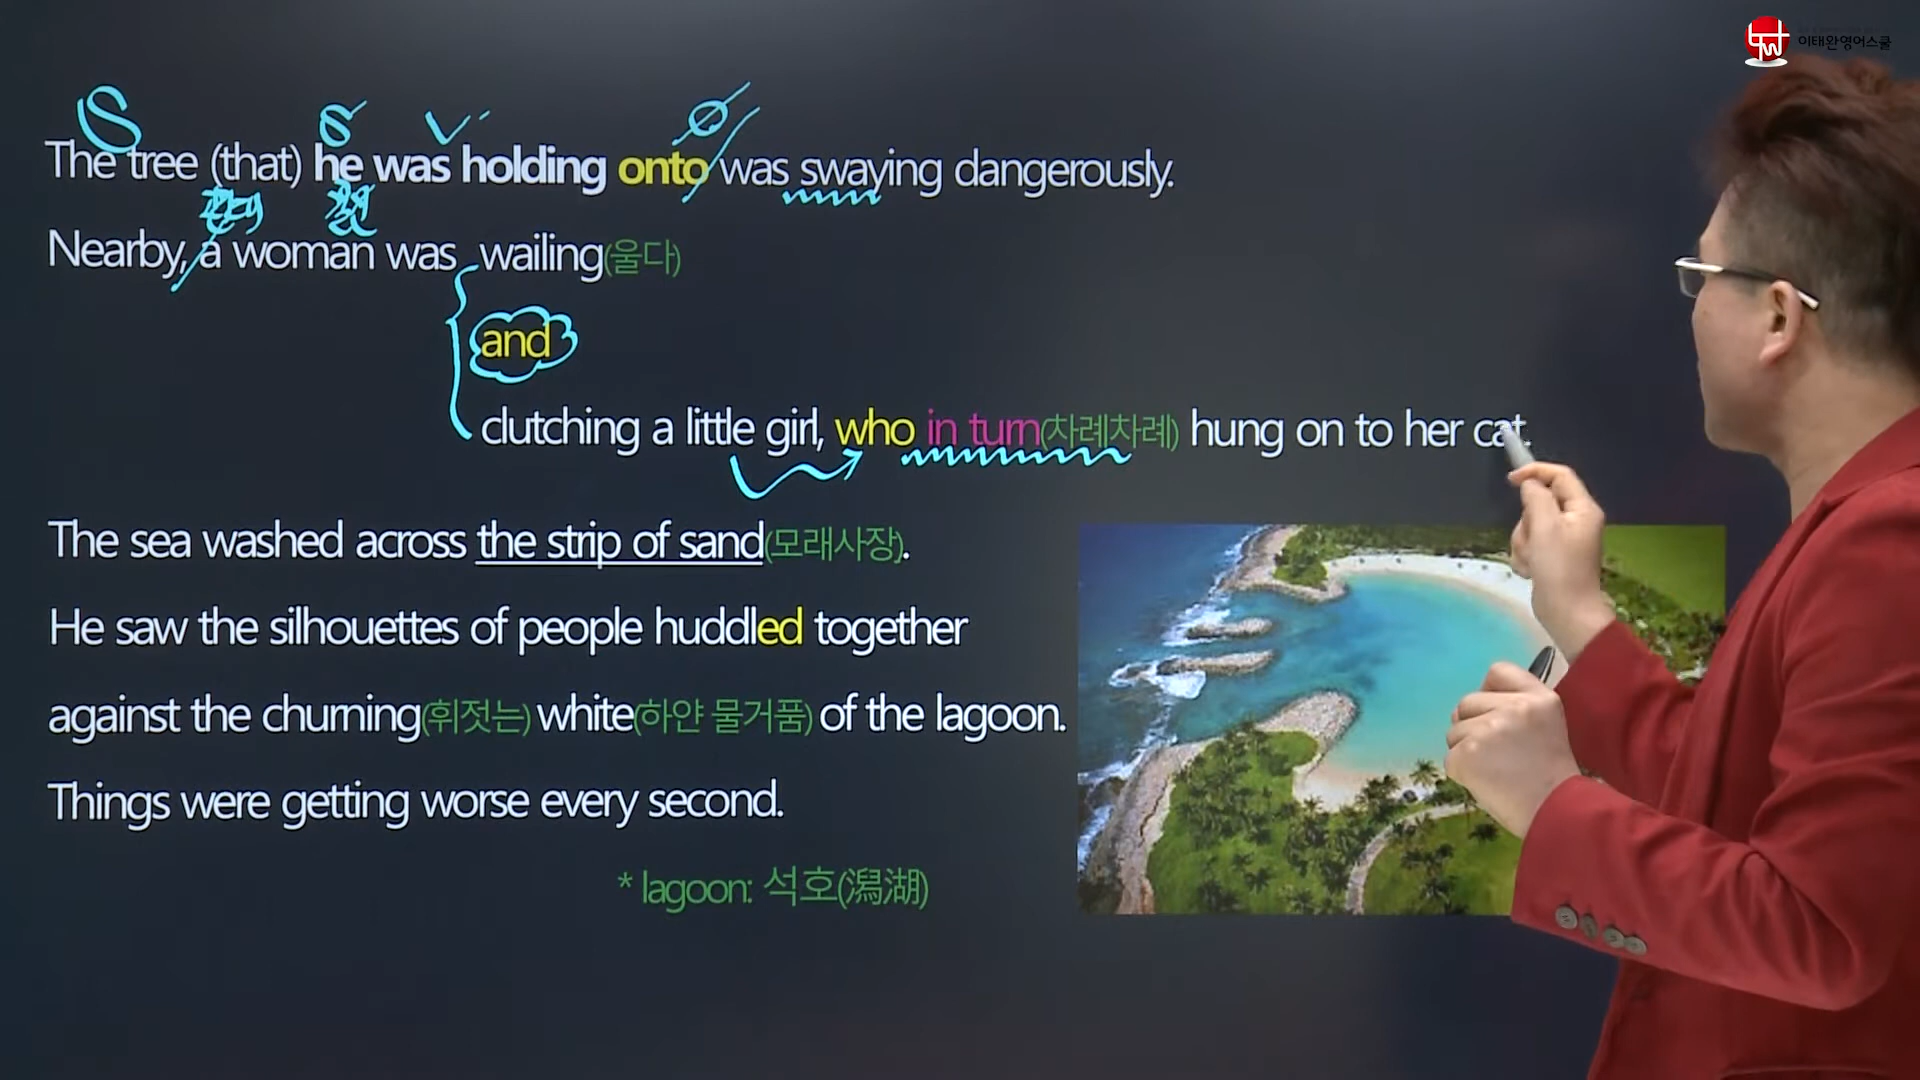 이태완영어스쿨
S S V O
The tree (that) he was holding onto was swaying dangerously.
Nearby, a woman was wailing(울다)
and
clutching a little girl, who in turn(차례차례) hung on to her cat.
The sea washed across the strip of sand(모래사장).
He saw the silhouettes of people huddled together
against the churning(휘젓는) white(하얀 물거품) of the lagoon.
Things were getting worse every second.
* lagoon: 석호(潟湖)